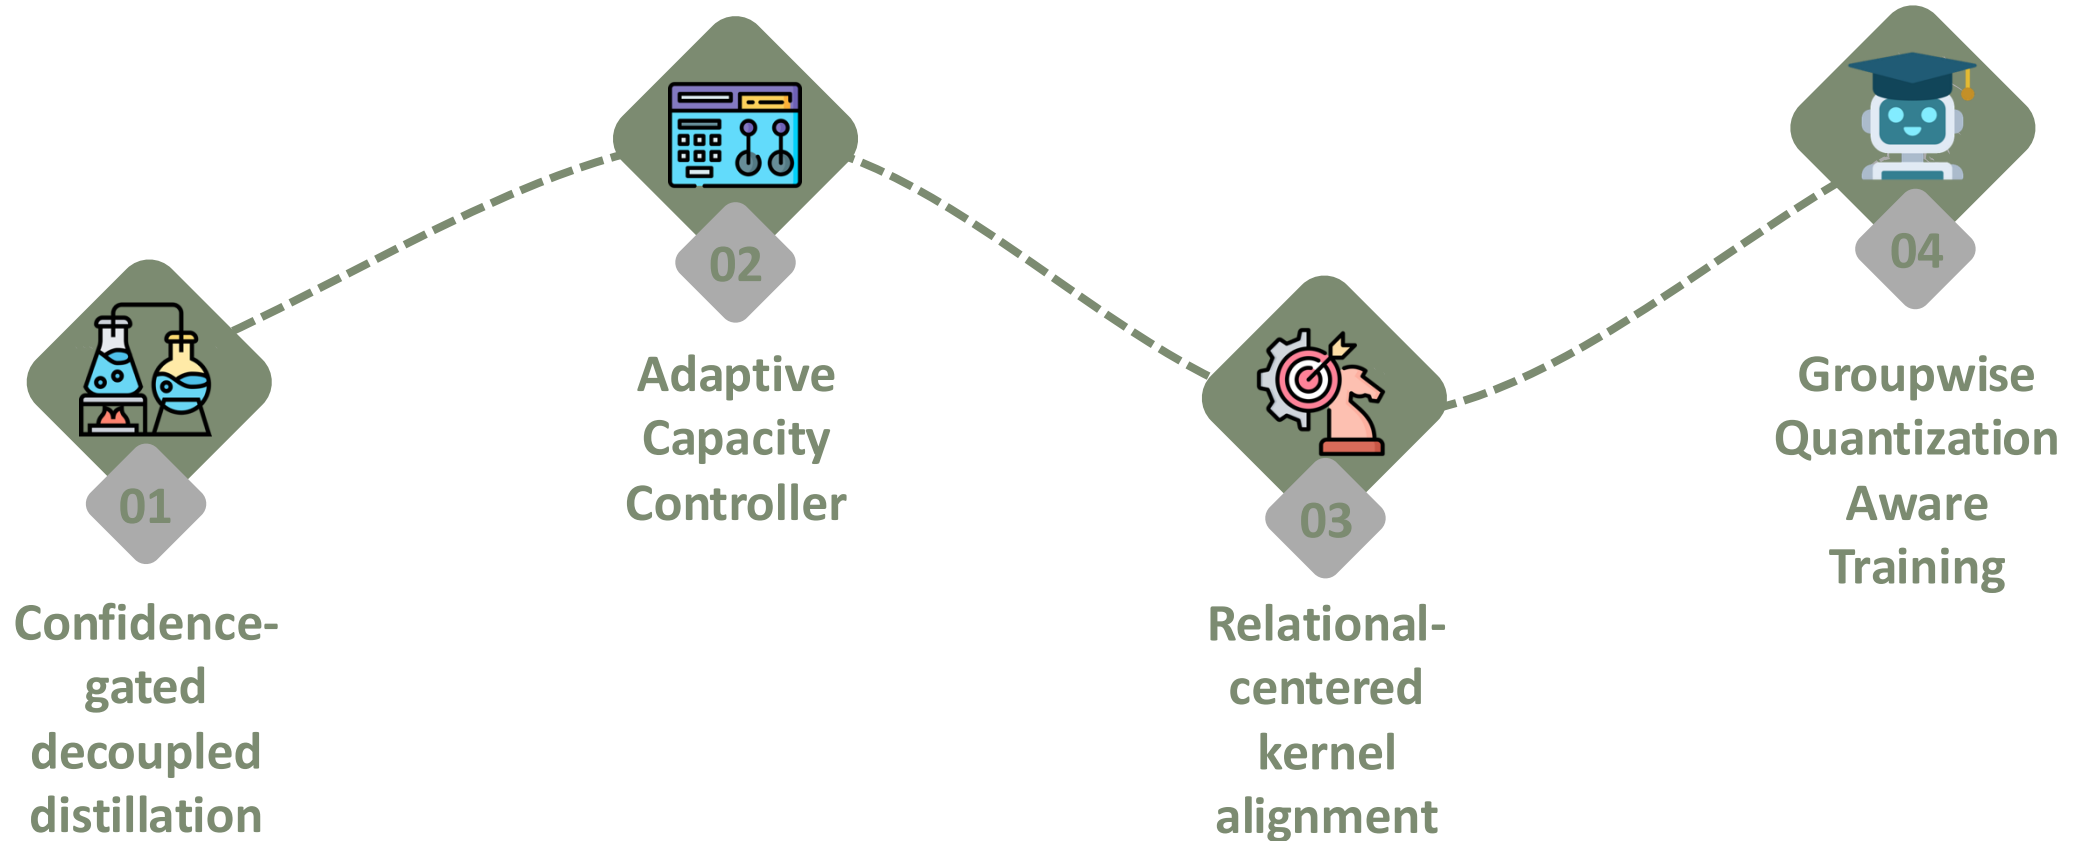 01
Confidence-
gated
decoupled
distillation
02
Adaptive
Capacity
Controller
03
Relational-
centered
kernel
alignment
04
Groupwise
Quantization
Aware
Training